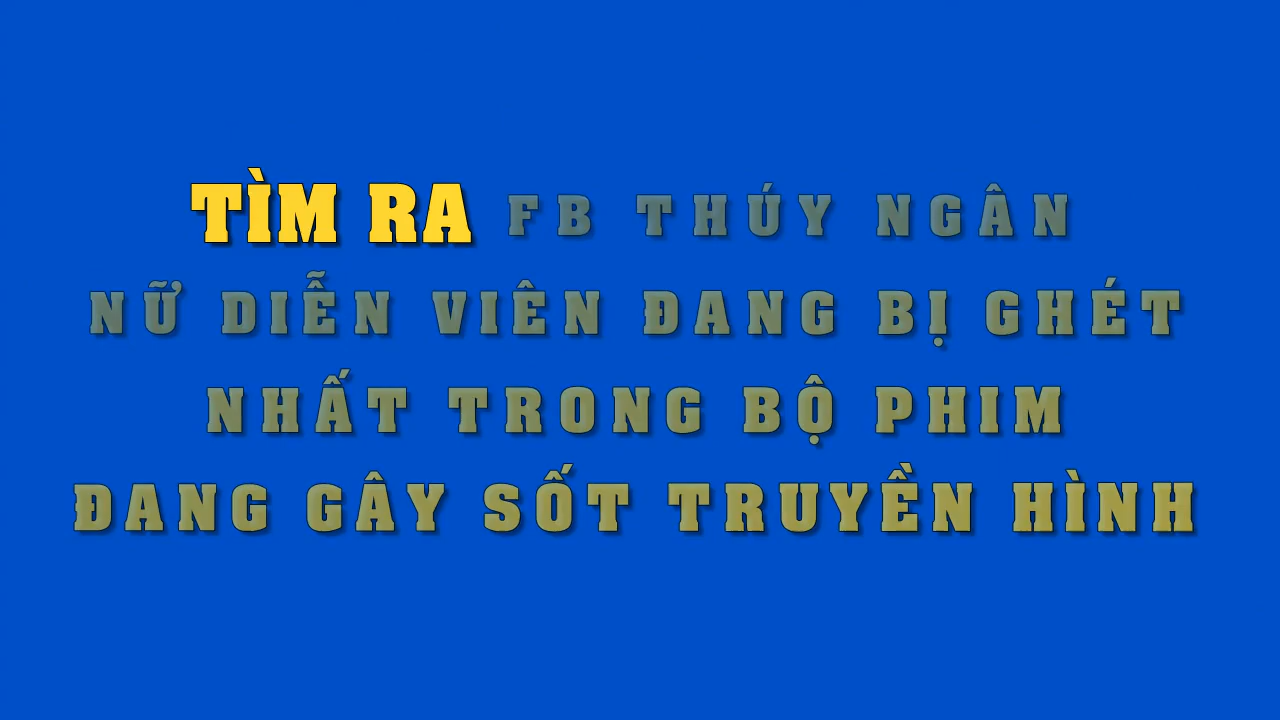 TÌM RA FB THÚY NGÂN
NỮ DIỄN VIÊN ĐANG BỊ GHÉT
NHẤT TRONG BỘ PHIM
ĐANG GÂY SỐT TRUYỀN HÌNH